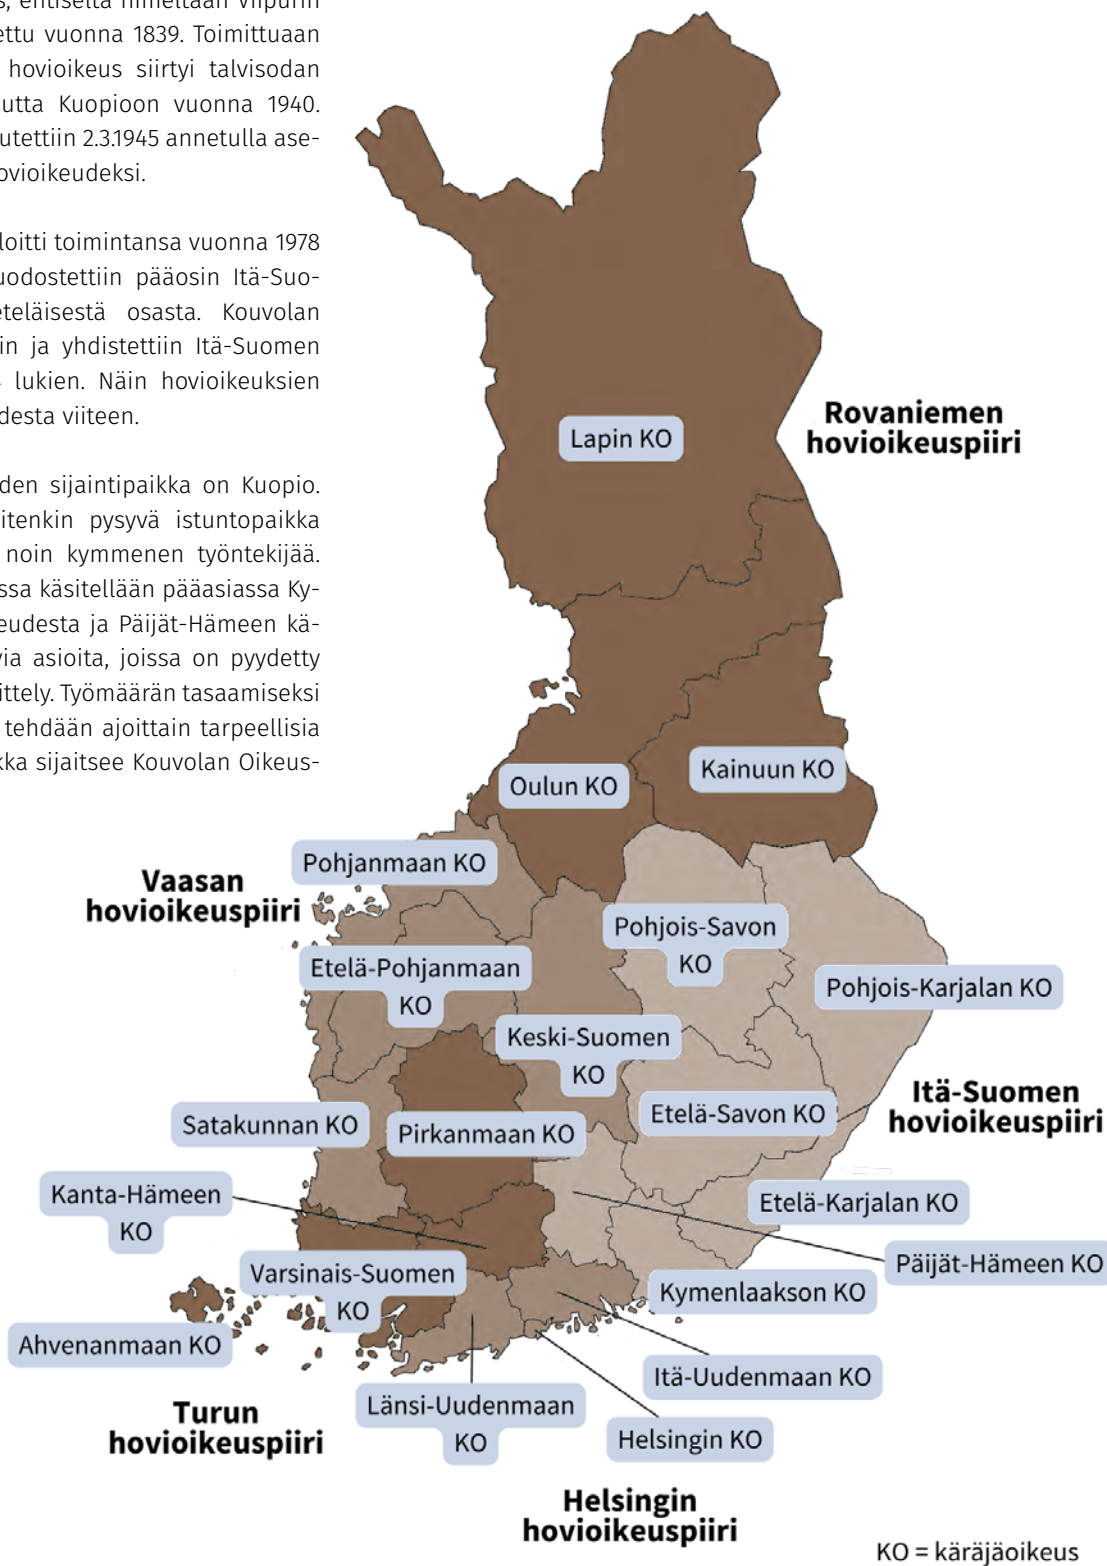 ettu vuonna 1839. Toimittuaan
hovioikeus siirtyi talvisodan
utta Kuopioon vuonna 1940.
utettiin 2.3.1945 annetulla ase-
ovioikeudeksi.
loitti toimintansa vuonna 1978
uodostettiin pääosin Itä-Suo-
eteläisestä osasta. Kouvolan
in ja yhdistettiin Itä-Suomen
lukien. Näin hovioikeuksien
desta viiteen.
den sijaintipaikka on Kuopio.
itenkin pysyvä istuntopaikka
noin kymmenen työntekijää.
ssa käsitellään pääasiassa Ky-
eudesta ja Päijät-Hämeen kä-
via asioita, joissa on pyydetty
ittely. Työmäärän tasaamiseksi
tehdään ajoittain tarpeellisia
kka sijaitsee Kouvolan Oikeus-
Rovaniemen
hovioikeuspiiri
Lapin KO
Kainuun KO
Oulun KO
Pohjanmaan KO
Vaasan
hovioikeuspiiri
Pohjois-Savon
KO
Etelä-Pohjanmaan
KO
Pohjois-Karjalan KO
Keski-Suomen
KO
Itä-Suomen
hovioikeuspiiri
Etelä-Savon KO
Satakunnan KO
Pirkanmaan KO
Kanta-Hämeen
KO
Etelä-Karjalan KO
Päijät-Hämeen KO
Varsinais-Suomen
KO
Kymenlaakson KO
Ahvenanmaan KO
Itä-Uudenmaan KO
Länsi-Uudenmaan
KO
Turun
hovioikeuspiiri
Helsingin KO
Helsingin
hovioikeuspiiri
KO = käräjäoikeus